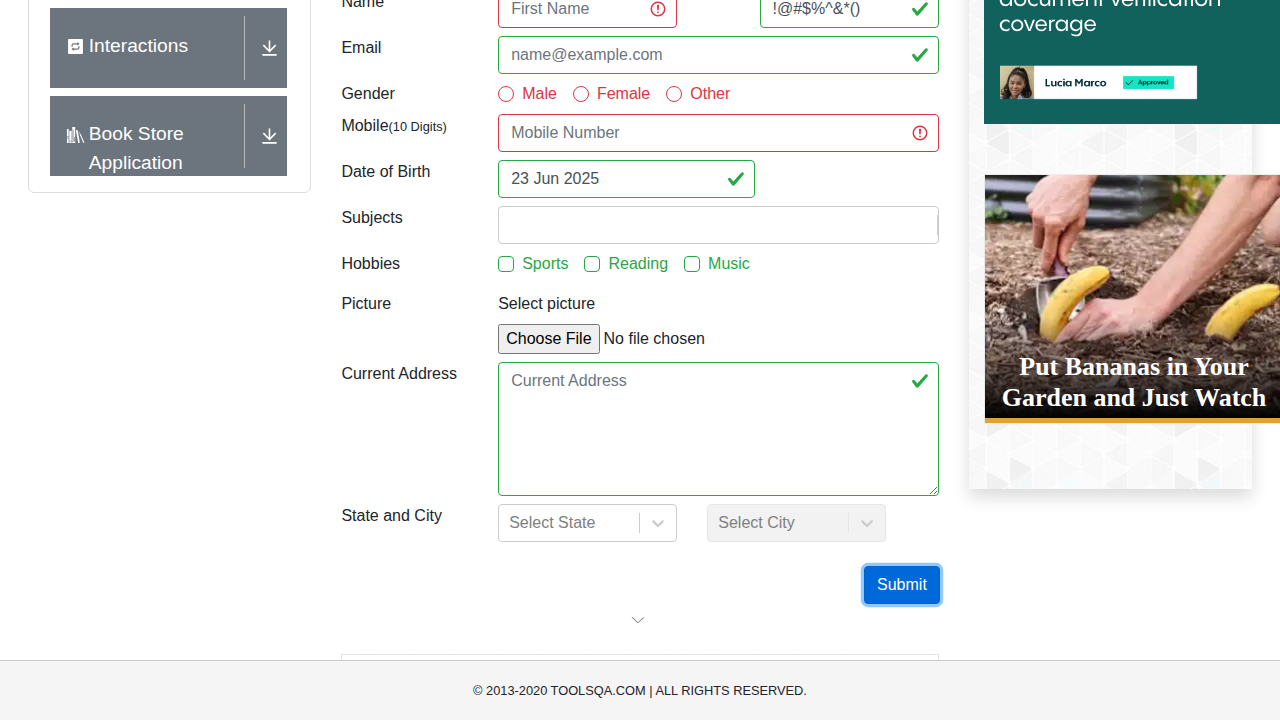 Interactions
Book Store
Application
Name
First Name
!@#$%^&*()
Email
name@example.com
Gender
Male
Female
Other
Mobile(10 Digits)
Mobile Number
Date of Birth
23 Jun 2025
Subjects
Hobbies
Sports
Reading
Music
Picture
Select picture
Choose File No file chosen
Current Address
Current Address
State and City
Select State
Select City
Submit
document verification
coverage
Lucia Marco
Approved
Put Bananas in Your
Garden and Just Watch
© 2013-2020 TOOLSQA.COM | ALL RIGHTS RESERVED.